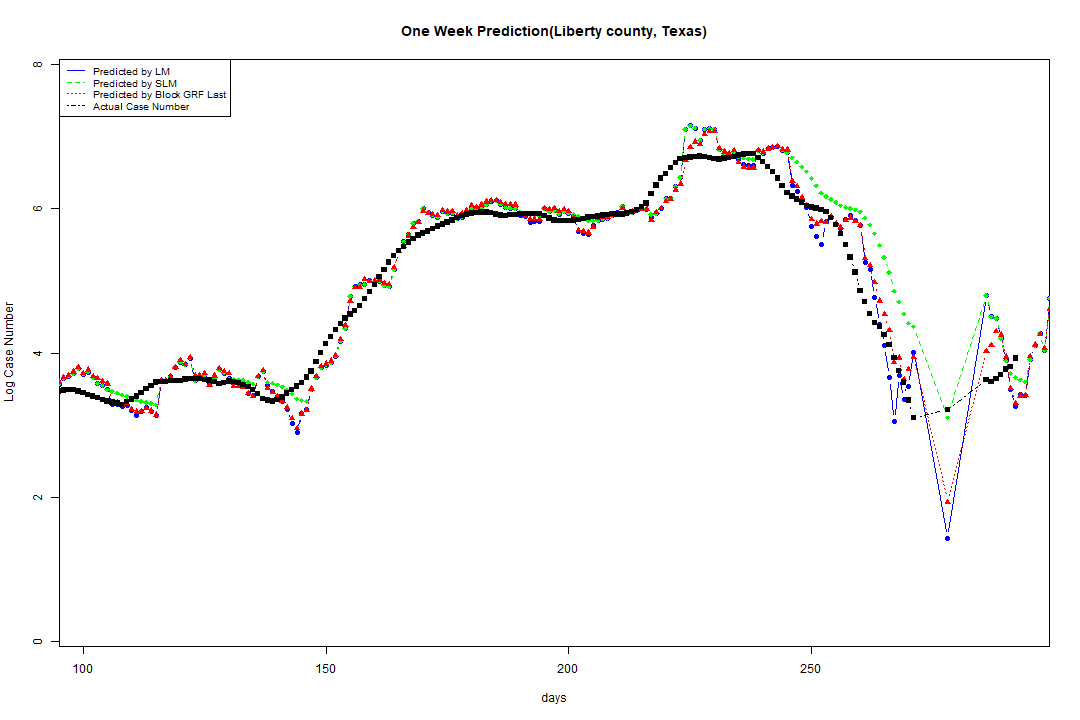 One Week Prediction(Liberty county, Texas)
Predicted by LM
Predicted by SLM
Predicted by Block GRF Last
Actual Case Number
8
6
4
2
0
Log Case Number
100 150 200 250
days